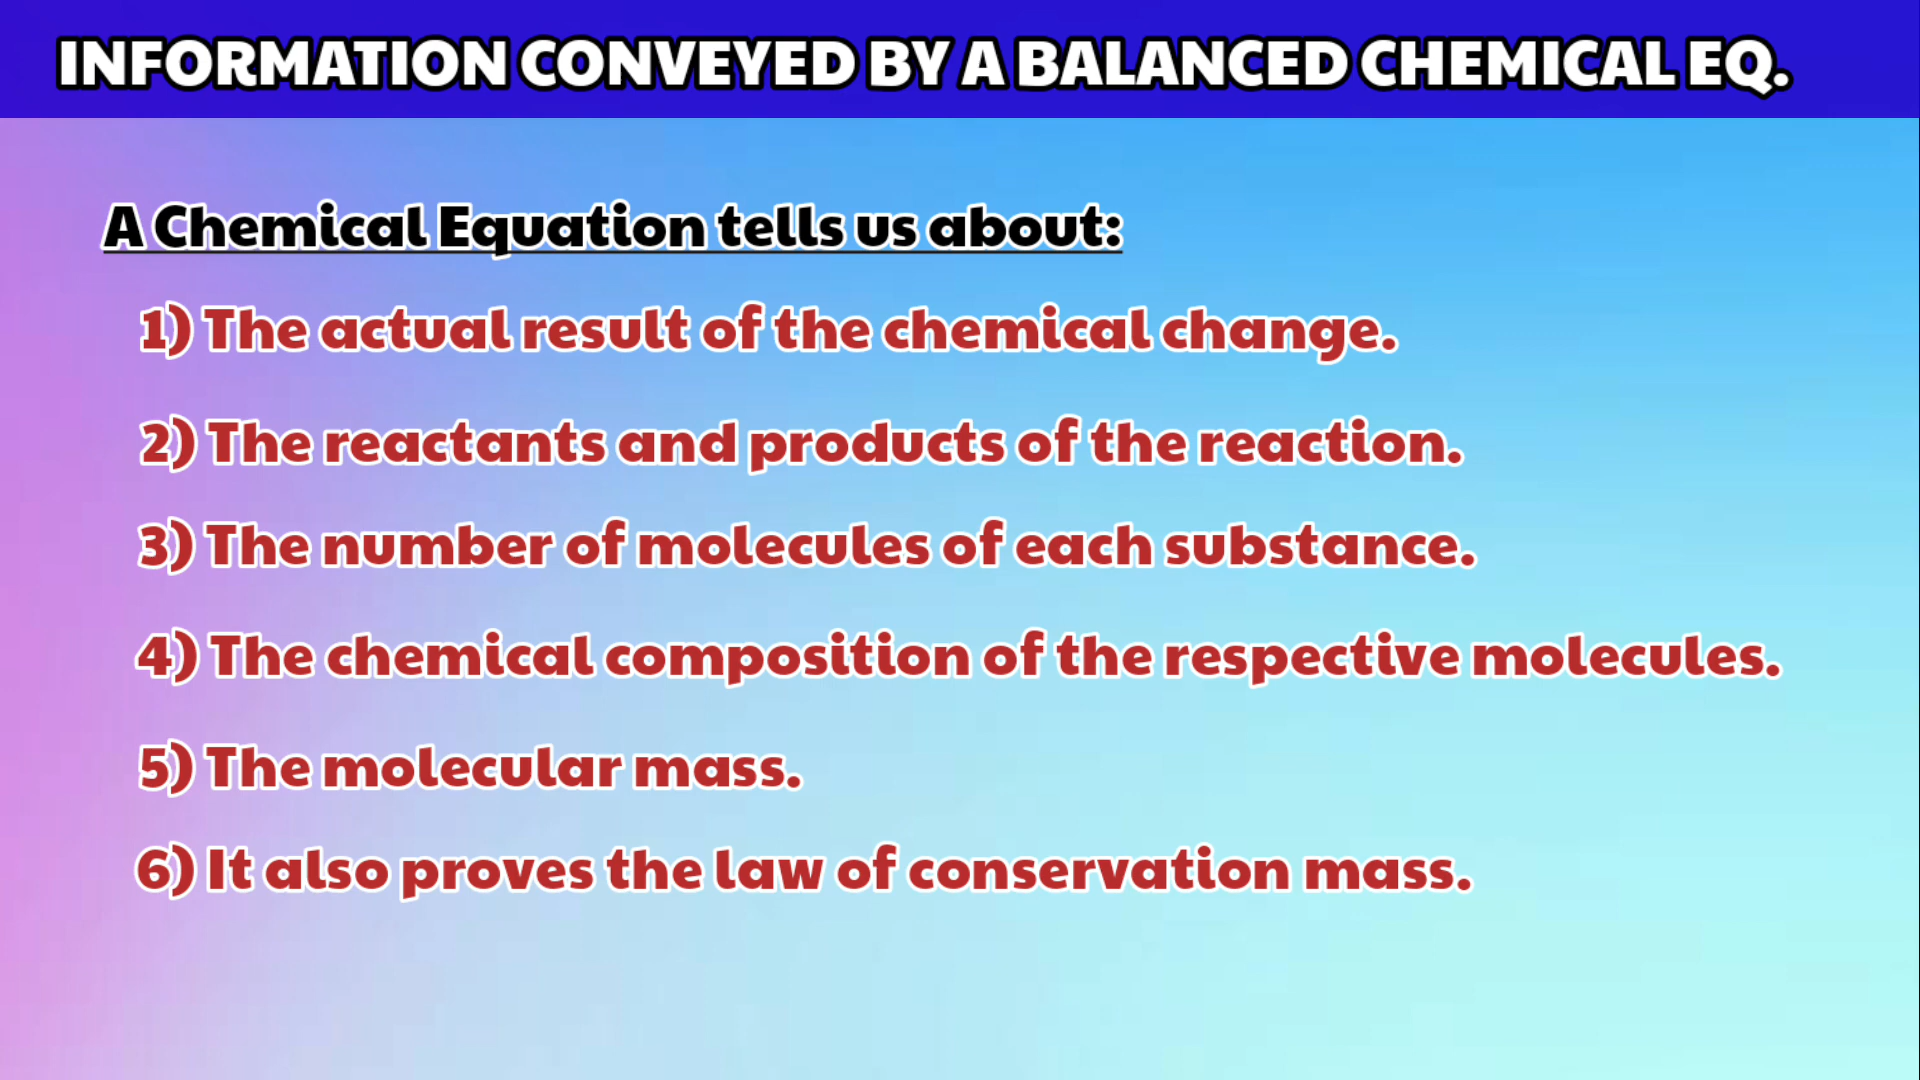 INFORMATION CONVEYED BY A BALANCED CHEMICAL EQ.
A Chemical Equation tells us about:
1) The actual result of the chemical change.
2) The reactants and products of the reaction.
3) The number of molecules of each substance.
4) The chemical composition of the respective molecules.
5) The molecular mass.
6) It also proves the law of conservation mass.